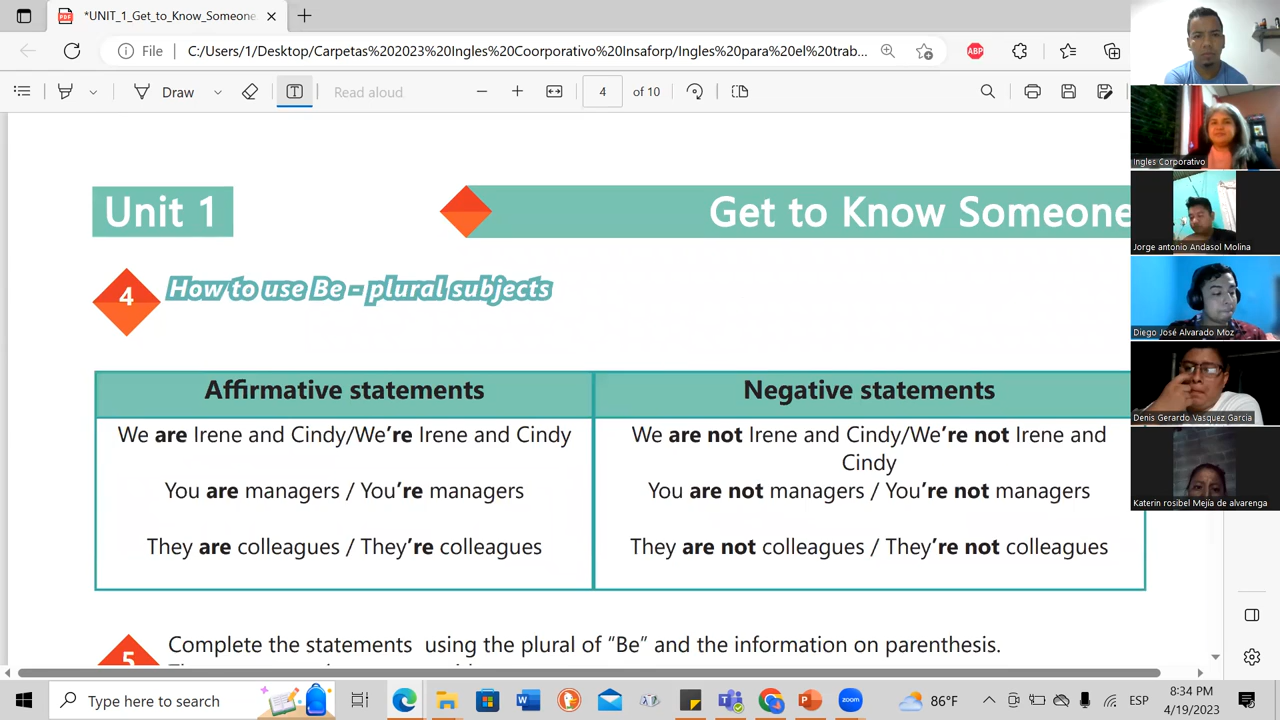 *UNIT_1_Get_to_Know_Someone.
File
C:/Users/1/Desktop/Carpetas%202023%20Ingles%20Coorporativo%20Insaforp/Ingles%20para%20el%20trab...
ABP
Draw
Read aloud
4
of 10
Ingles Corporativo
Jorge antonio Andasol Molina
Diego José Alvarado Moz
Denis Gerardo Vasquez Garcia
Katerin rosibel Mejía de alvarenga
Unit 1
Get to Know Someone
4
How to use Be - plural subjects
Affirmative statements
We are Irene and Cindy/We're Irene and Cindy
You are managers / You're managers
They are colleagues / They're colleagues
Negative statements
We are not Irene and Cindy/We're not Irene and
Cindy
You are not managers / You're not managers
They are not colleagues / They're not colleagues
5
Complete the statements using the plural of "Be" and the information on parenthesis.
Type here to search
86°F
ESP
8:34 PM
4/19/2023